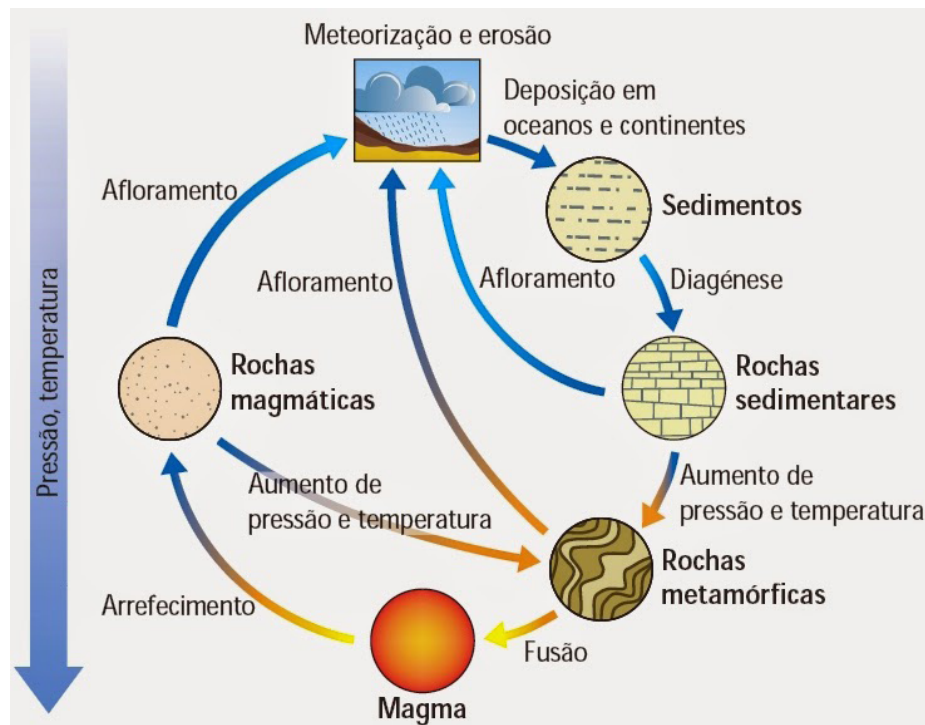 Meteorização e erosão
Deposição em
oceanos e continentes
Sedimentos
Afloramento
Afloramento
Afloramento
Diagénese
Pressão, temperatura
Rochas
magmáticas
Rochas
sedimentares
Aumento de
pressão e temperatura
Aumento de
pressão e temperatura
Rochas
metamórficas
Arrefecimento
Fusão
Magma